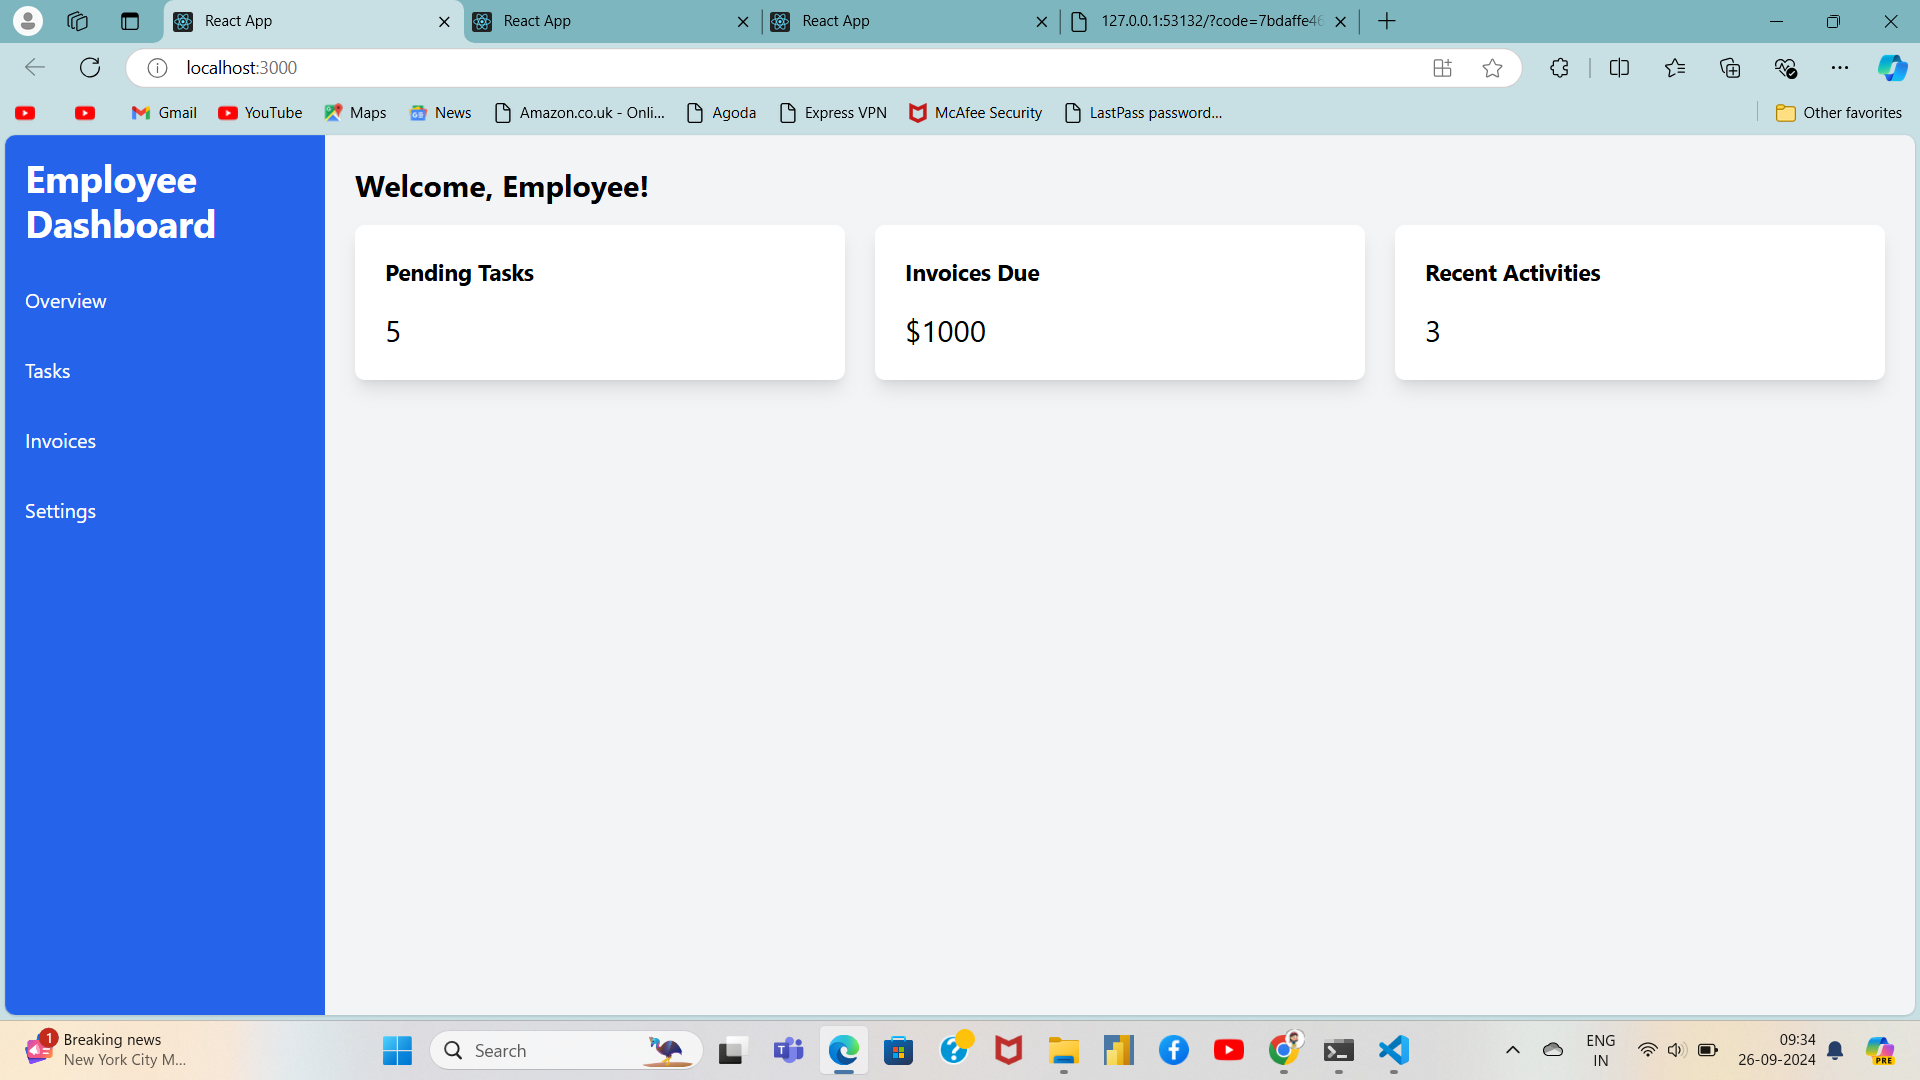 React App
React App
React App
127.0.0.1:53132/?code=7bdaffe46
localhost:3000
Gmail
YouTube
Maps
News
Amazon.co.uk - Onli...
Agoda
Express VPN
McAfee Security
LastPass password...
Other favorites
Employee
Dashboard
Overview
Tasks
Invoices
Settings
Welcome, Employee!
Pending Tasks
5
Invoices Due
$1000
Recent Activities
3
1
Breaking news
New York City M...
Search
ENG
IN
09:34
26-09-2024
PRE